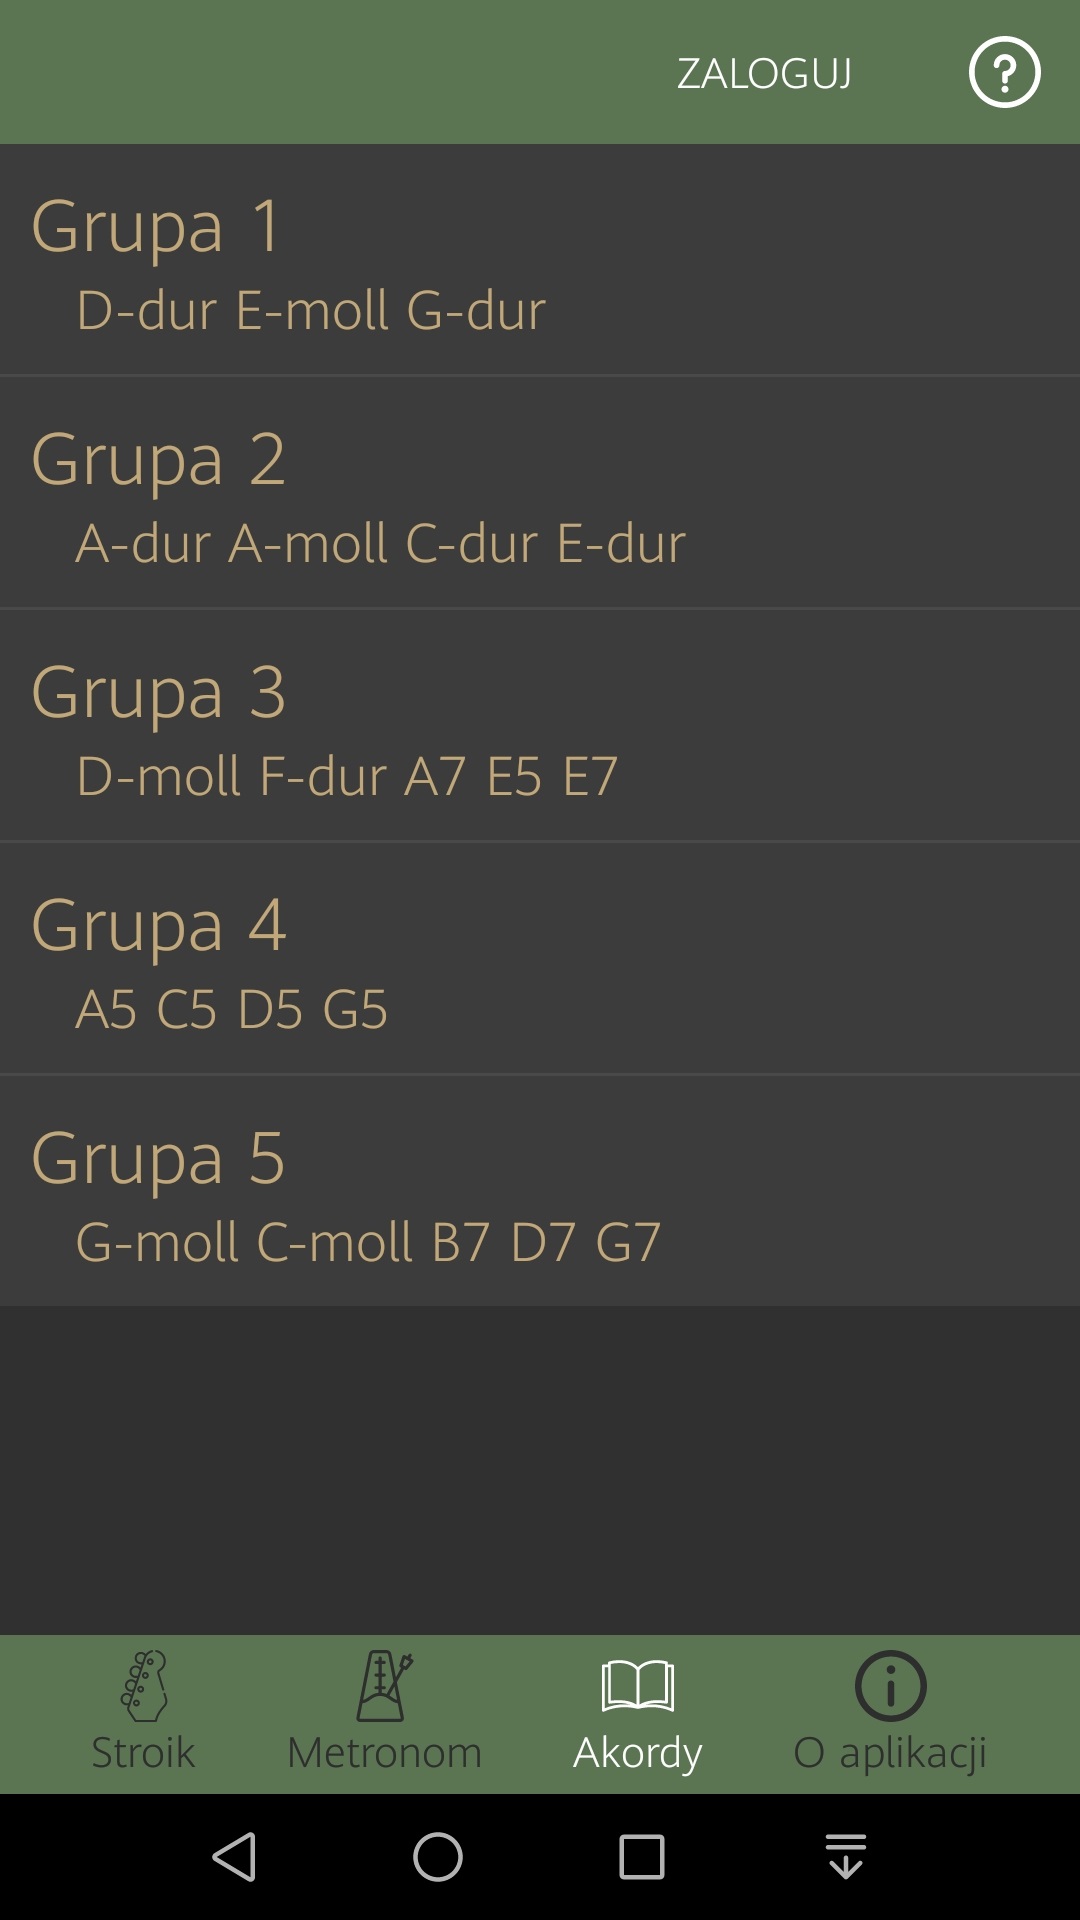 ZALOGUJ
Grupa 1
D-dur E-moll G-dur
Grupa 2
A-dur A-moll C-dur E-dur
Grupa 3
D-moll F-dur A7 E5 E7
Grupa 4
A5 C5 D5 G5
Grupa 5
G-moll C-moll B7 D7 G7
Stroik Metronom Akordy O aplikacji